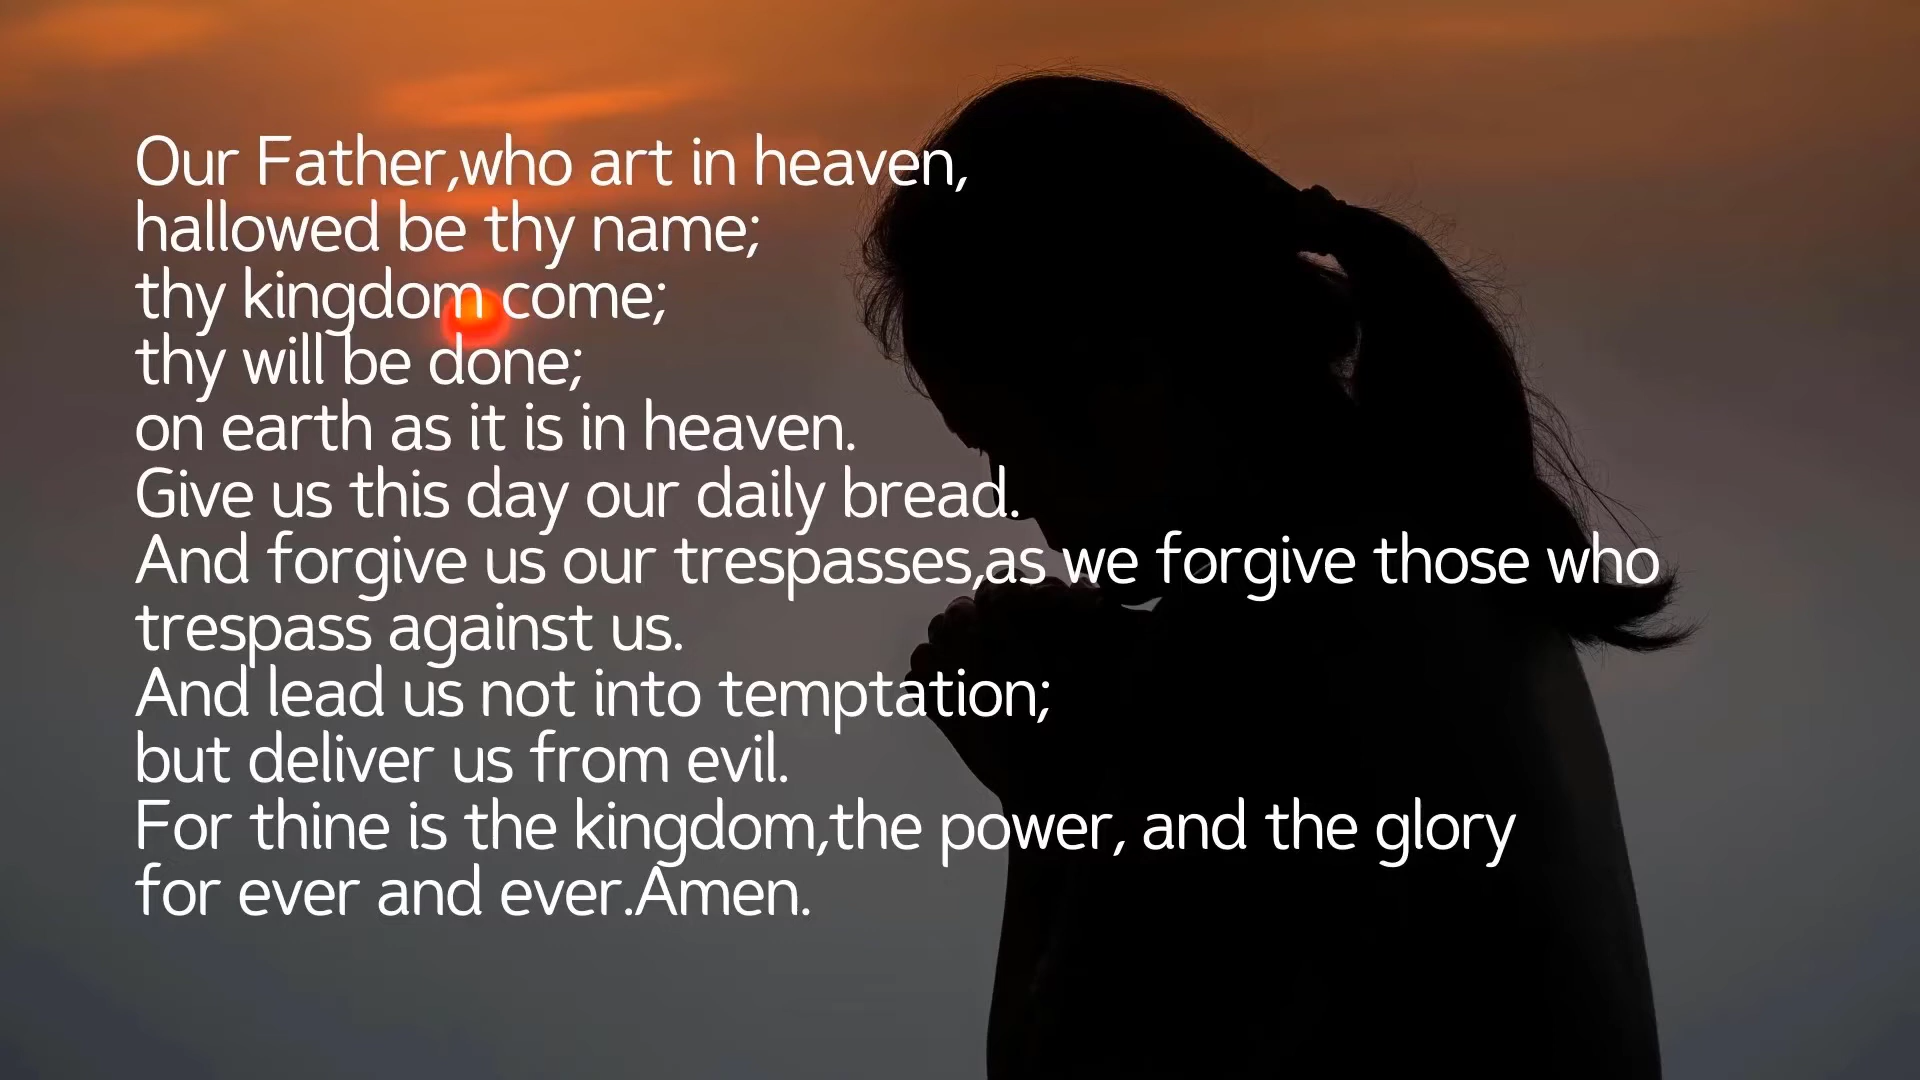 Our Father,who art in heaven,
hallowed be thy name;
thy kingdom come;
thy will be done;
on earth as it is in heaven.
Give us this day our daily bread.
And forgive us our trespasses,as we forgive those who
trespass against us.
And lead us not into temptation;
but deliver us from evil.
For thine is the kingdom,the power, and the glory
for ever and ever.Amen.